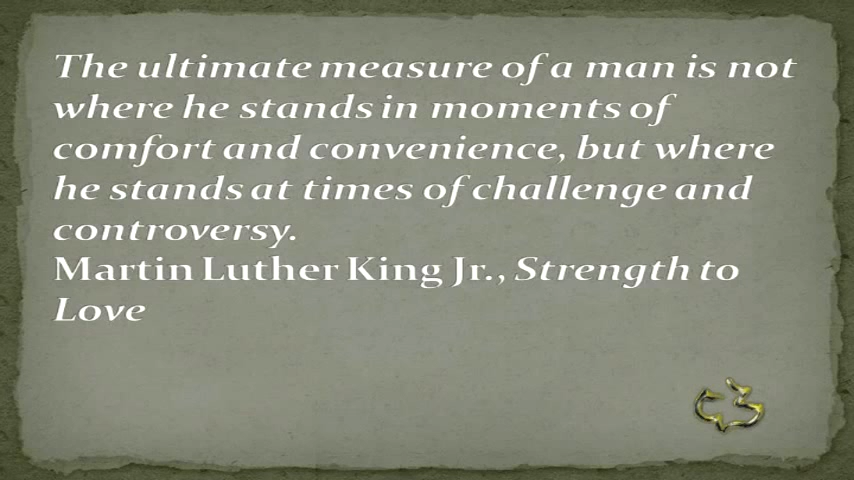 The ultimate measure of a man is not
where he stands in moments of
comfort and convenience, but where
he stands at times of challenge and
controversy.
Martin Luther King Jr., Strength to
Love